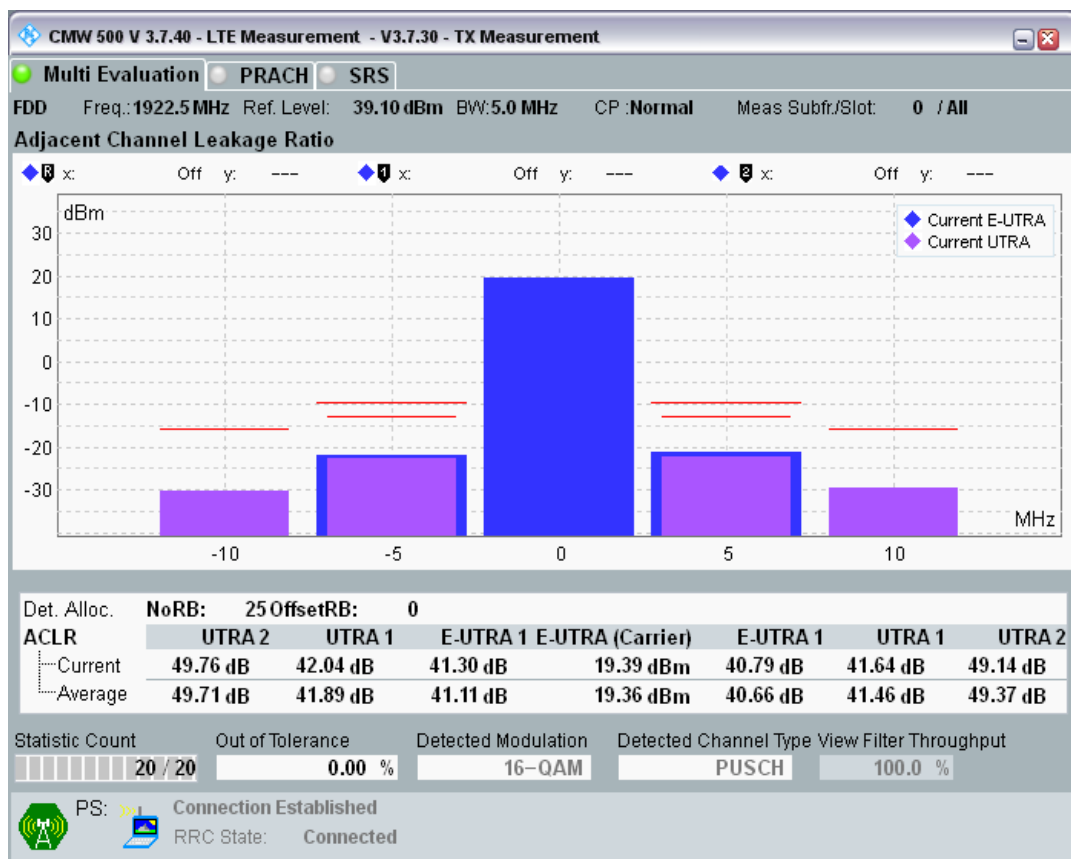 CMW 500 V 3.7.40 - LTE Measurement - V3.7.30 - TX Measurement
Multi Evaluation PRACH SRS
FDD Freq.:1922.5 MHz Ref. Level: 39.10 dBm BW:5.0 MHz CP :Normal Meas Subfr./Slot: 0 / All
Adjacent Channel Leakage Ratio
R x: Off y: --- 1 x: Off y: --- 2 x: Off y: ---
dBm
Current E-UTRA
Current UTRA
30
20
10
0
-10
-20
-30
MHz
-10 -5 0 5 10
Det. Alloc. NoRB: 25 OffsetRB: 0
ACLR UTRA 2 UTRA 1 E-UTRA 1 E-UTRA (Carrier) E-UTRA 1 UTRA 1 UTRA 2
Current 49.76 dB 42.04 dB 41.30 dB 19.39 dBm 40.79 dB 41.64 dB 49.14 dB
Average 49.71 dB 41.89 dB 41.11 dB 19.36 dBm 40.66 dB 41.46 dB 49.37 dB
Statistic Count Out of Tolerance Detected Modulation Detected Channel Type View Filter Throughput
20 / 20 0.00 % 16-QAM PUSCH 100.0 %
PS: Connection Established
RRC State: Connected